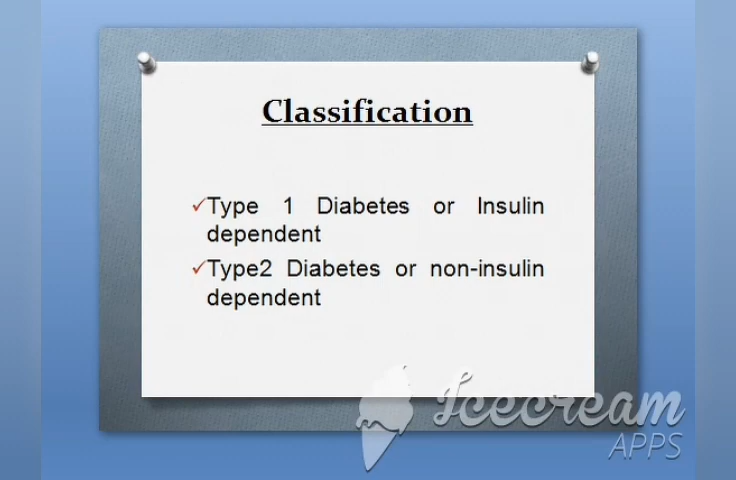 Classification
✓Type 1 Diabetes or Insulin
dependent
✓Type2 Diabetes or non-insulin
dependent
Icecream
APPS